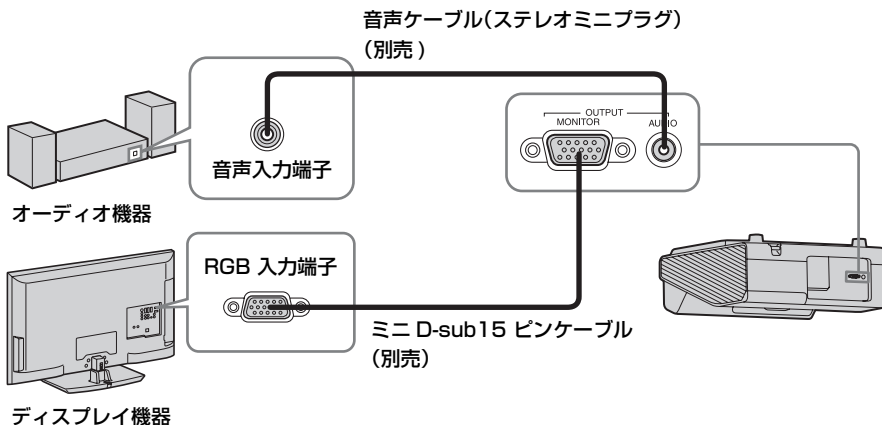 音声ケーブル(ステレオミニプラグ)
(別売)
OUTPUT
MONITOR
AUDIO
音声入力端子
オーディオ機器
RGB 入力端子
ミニ D-sub15 ピンケーブル
(別売)
ディスプレイ機器